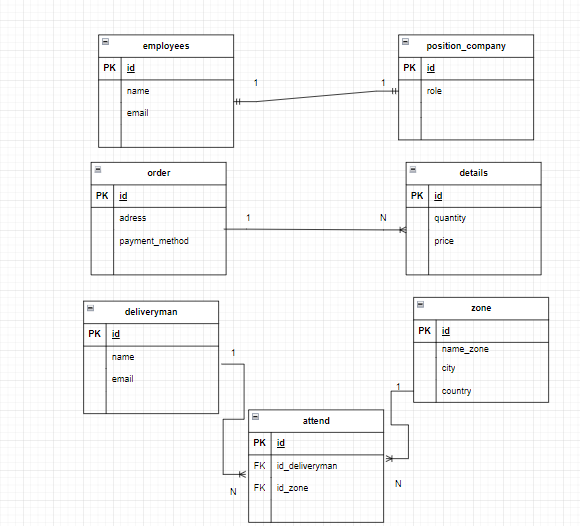 employees
PK id
name
email
1
1
position_company
PK id
role
order
PK id
adress
payment_method
1
N
details
PK id
quantity
price
deliveryman
PK id
name
email
1
N
zone
PK id
name_zone
city
country
1
N
attend
PK id
FK id_deliveryman
FK id_zone